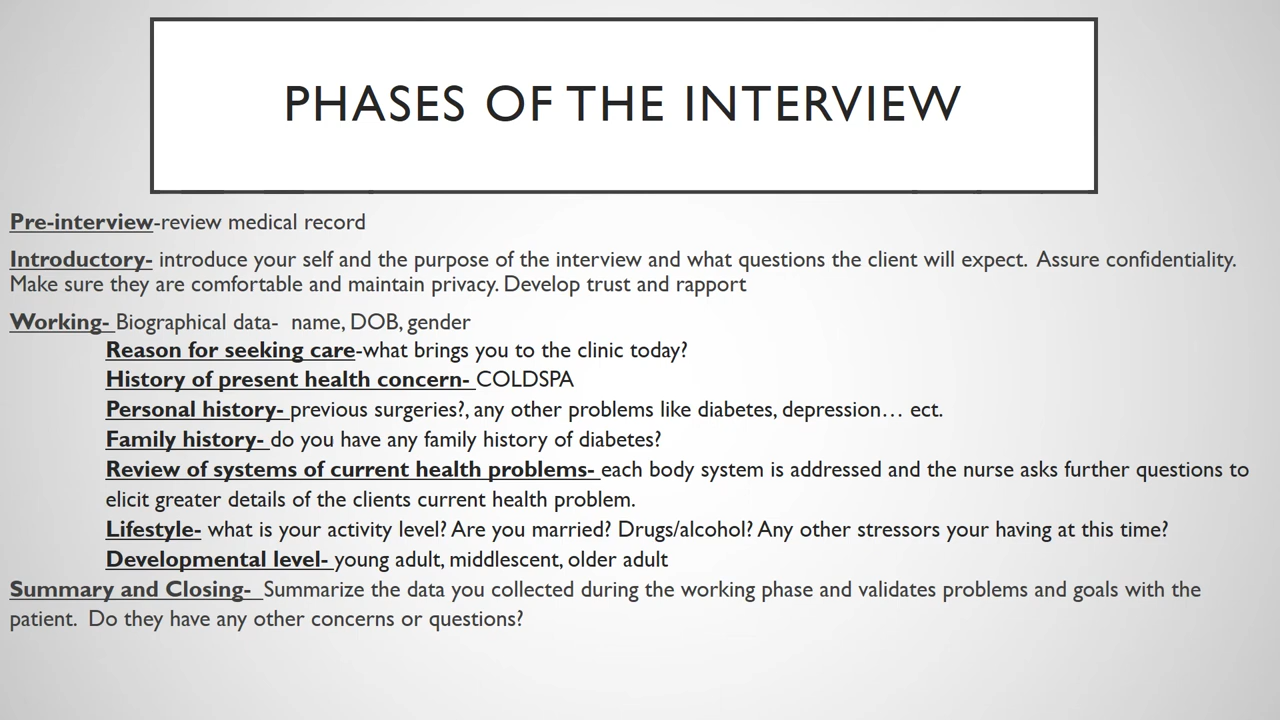 PHASES OF THE INTERVIEW
Pre-interview-review medical record
Introductory- introduce your self and the purpose of the interview and what questions the client will expect.  Assure confidentiality.
Make sure they are comfortable and maintain privacy. Develop trust and rapport
Working- Biographical data-  name, DOB, gender
Reason for seeking care-what brings you to the clinic today?
History of present health concern- COLDSPA
Personal history- previous surgeries?, any other problems like diabetes, depression… ect.
Family history- do you have any family history of diabetes?
Review of systems of current health problems- each body system is addressed and the nurse asks further questions to
elicit greater details of the clients current health problem.
Lifestyle- what is your activity level? Are you married? Drugs/alcohol? Any other stressors your having at this time?
Developmental level- young adult, middlescent, older adult
Summary and Closing-  Summarize the data you collected during the working phase and validates problems and goals with the
patient.  Do they have any other concerns or questions?